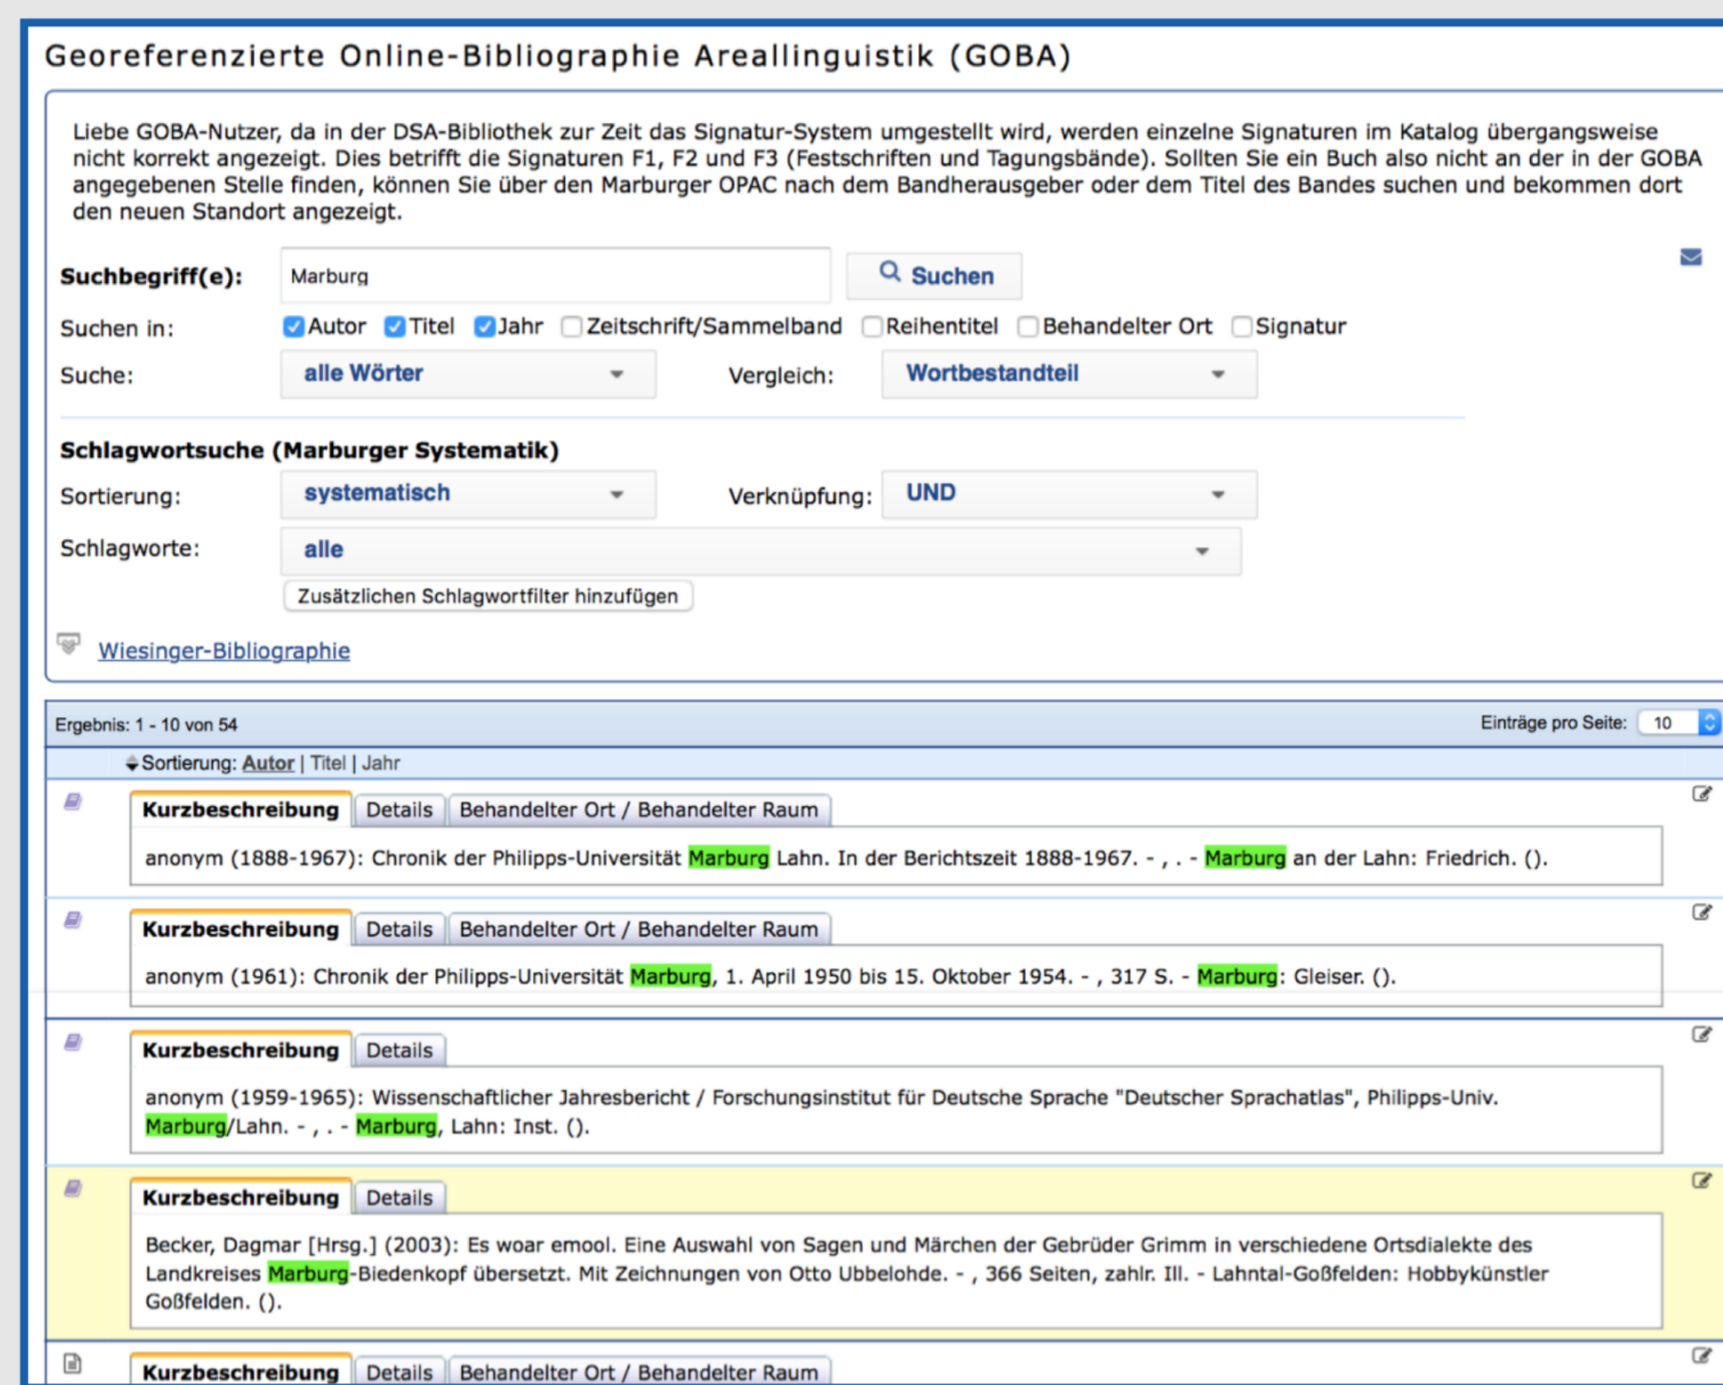 Georeferenzierte Online-Bibliographie Areallinguistik (GOBA)
Liebe GOBA-Nutzer, da in der DSA-Bibliothek zur Zeit das Signatur-System umgestellt wird, werden einzelne Signaturen im Katalog übergangsweise
nicht korrekt angezeigt. Dies betrifft die Signaturen F1, F2 und F3 (Festschriften und Tagungsbände). Sollten Sie ein Buch also nicht an der in der GOBA
angegebenen Stelle finden, können Sie über den Marburger OPAC nach dem Bandherausgeber oder dem Titel des Bandes suchen und bekommen dort
den neuen Standort angezeigt.
Suchbegriff(e): Marburg Suchen
Suchen in: Autor Titel Jahr Zeitschrift/Sammelband Reihentitel Behandelter Ort Signatur
Suche: alle Wörter Vergleich: Wortbestandteil
Schlagwortsuche (Marburger Systematik)
Sortierung: systematisch Verknüpfung: UND
Schlagworte: alle
Zusätzlichen Schlagwortfilter hinzufügen
Wiesinger-Bibliographie
Ergebnis: 1 - 10 von 54 Einträge pro Seite: 10
Sortierung: Autor | Titel | Jahr
Kurzbeschreibung Details Behandelter Ort / Behandelter Raum
anonym (1888-1967): Chronik der Philipps-Universität Marburg Lahn. In der Berichtszeit 1888-1967. - , . - Marburg an der Lahn: Friedrich. ().
Kurzbeschreibung Details Behandelter Ort / Behandelter Raum
anonym (1961): Chronik der Philipps-Universität Marburg, 1. April 1950 bis 15. Oktober 1954. - , 317 S. - Marburg: Gleiser. ().
Kurzbeschreibung Details
anonym (1959-1965): Wissenschaftlicher Jahresbericht / Forschungsinstitut für Deutsche Sprache "Deutscher Sprachatlas", Philipps-Univ.
Marburg/Lahn. - , . - Marburg, Lahn: Inst. ().
Kurzbeschreibung Details
Becker, Dagmar [Hrsg.] (2003): Es woar emool. Eine Auswahl von Sagen und Märchen der Gebrüder Grimm in verschiedene Ortsdialekte des
Landkreises Marburg-Biedenkopf übersetzt. Mit Zeichnungen von Otto Ubbelohde. - , 366 Seiten, zahlr. Ill. - Lahntal-Goßfelden: Hobbykünstler
Goßfelden. ().
Kurzbeschreibung Details Behandelter Ort / Behandelter Raum